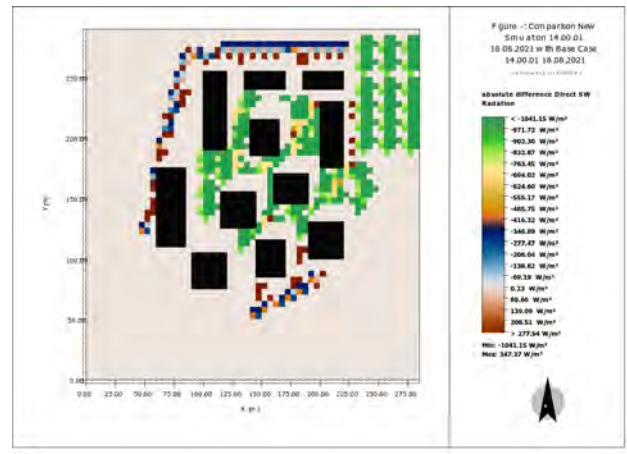 Figure -: Comparison New
Simulation 14.00.01
18.08.2021 with Base Case
14.00.01 18.08.2021
absolute difference Direct SW
Radiation
< -1041.15 W/m²
-971.72 W/m²
-902.30 W/m²
-832.87 W/m²
-763.45 W/m²
-694.02 W/m²
-624.60 W/m²
-555.17 W/m²
-485.75 W/m²
-416.32 W/m²
-346.89 W/m²
-277.47 W/m²
-208.04 W/m²
-138.62 W/m²
-69.19 W/m²
0.23 W/m²
69.66 W/m²
139.09 W/m²
208.51 W/m²
> 277.94 W/m²
Min: -1041.15 W/m²
Max: 347.37 W/m²
250.00
200.00
150.00
100.00
50.00
0.00
Y (m)
0.00 25.00 50.00 75.00 100.00 125.00 150.00 175.00 200.00 225.00 250.00 275.00
X (m)
N